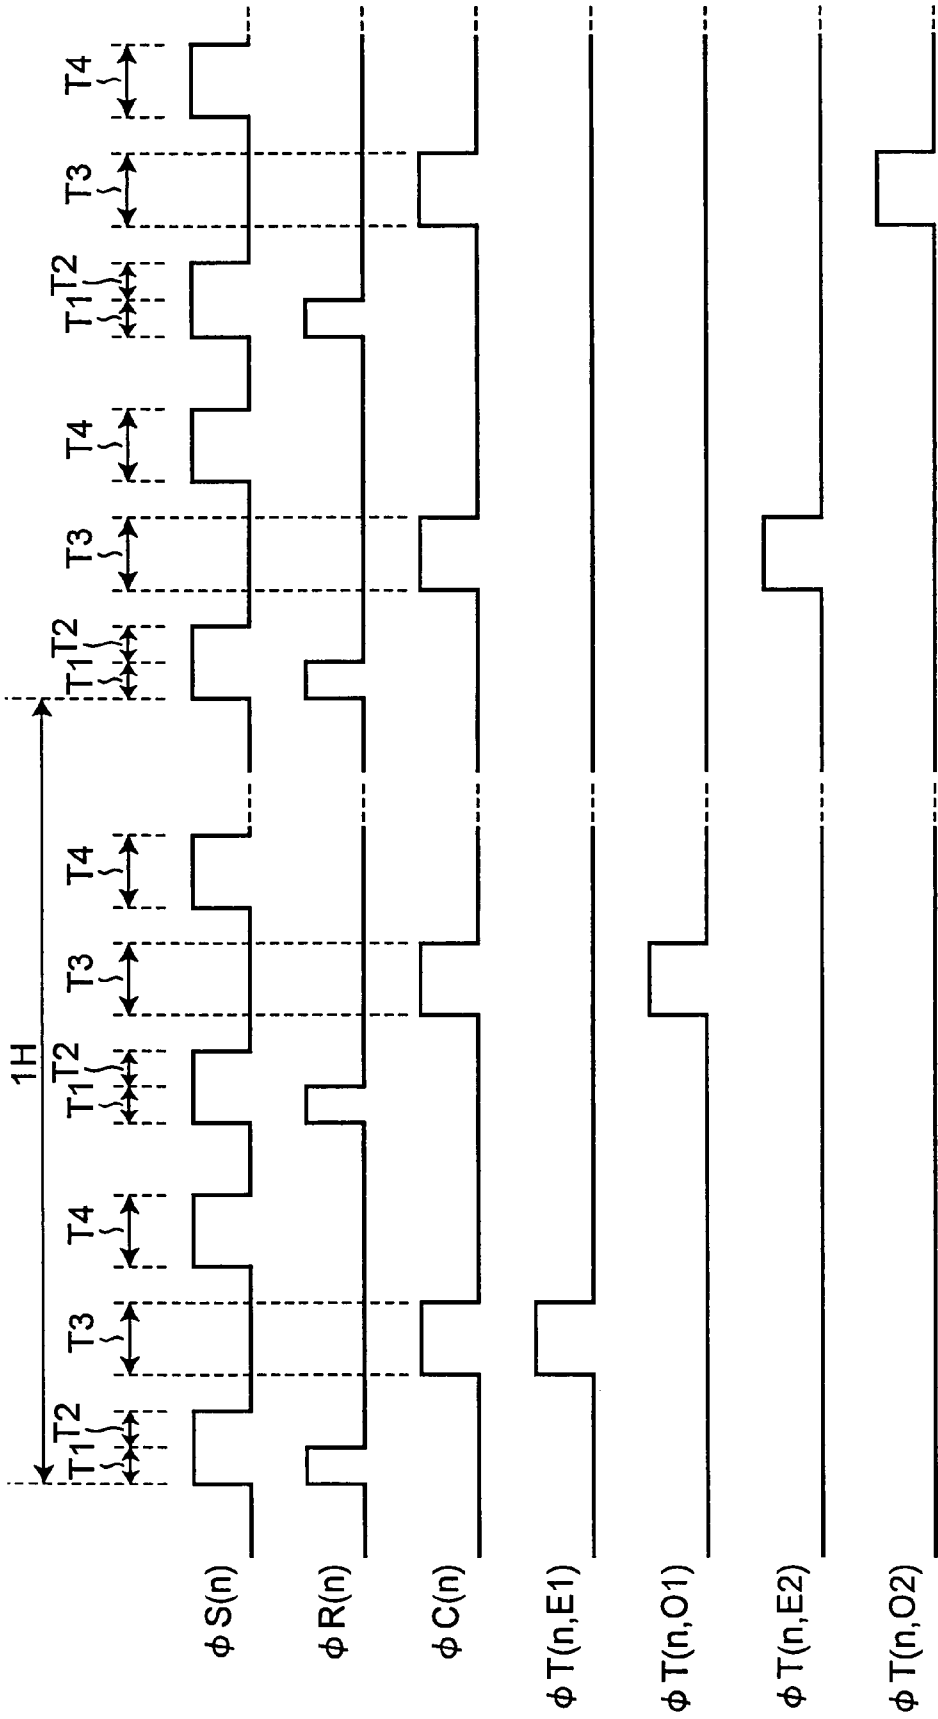 1H
T1 T2 T3 T4 T1 T2 T3 T4 T1 T2 T3 T4 T1 T2 T3 T4
φS(n)
φR(n)
φC(n)
φT(n,E1)
φT(n,O1)
φT(n,E2)
φT(n,O2)